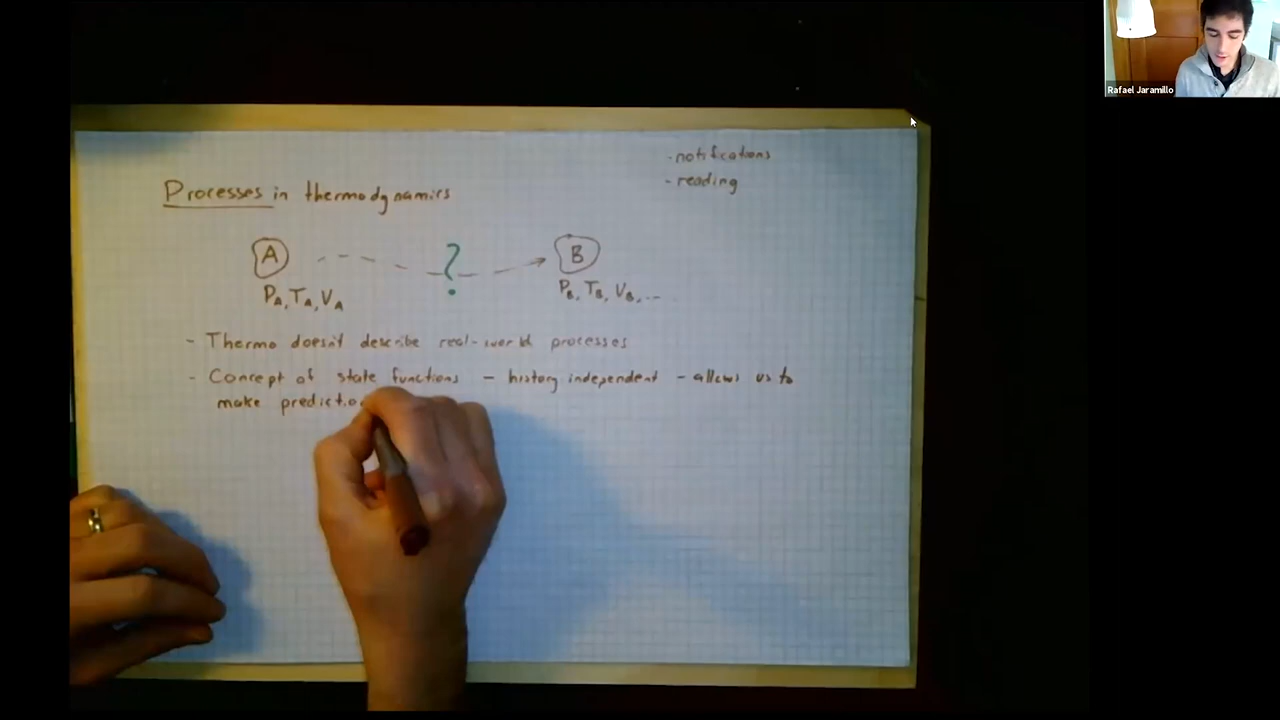 Rafael Jaramillo
- notifications
- reading
Processes in thermodynamics
A ? B
P_A, T_A, V_A
P_B, T_B, V_B, ...
- Thermo doesn't describe real-world processes
- Concept of state functions - history independent - allows us to
make predictio